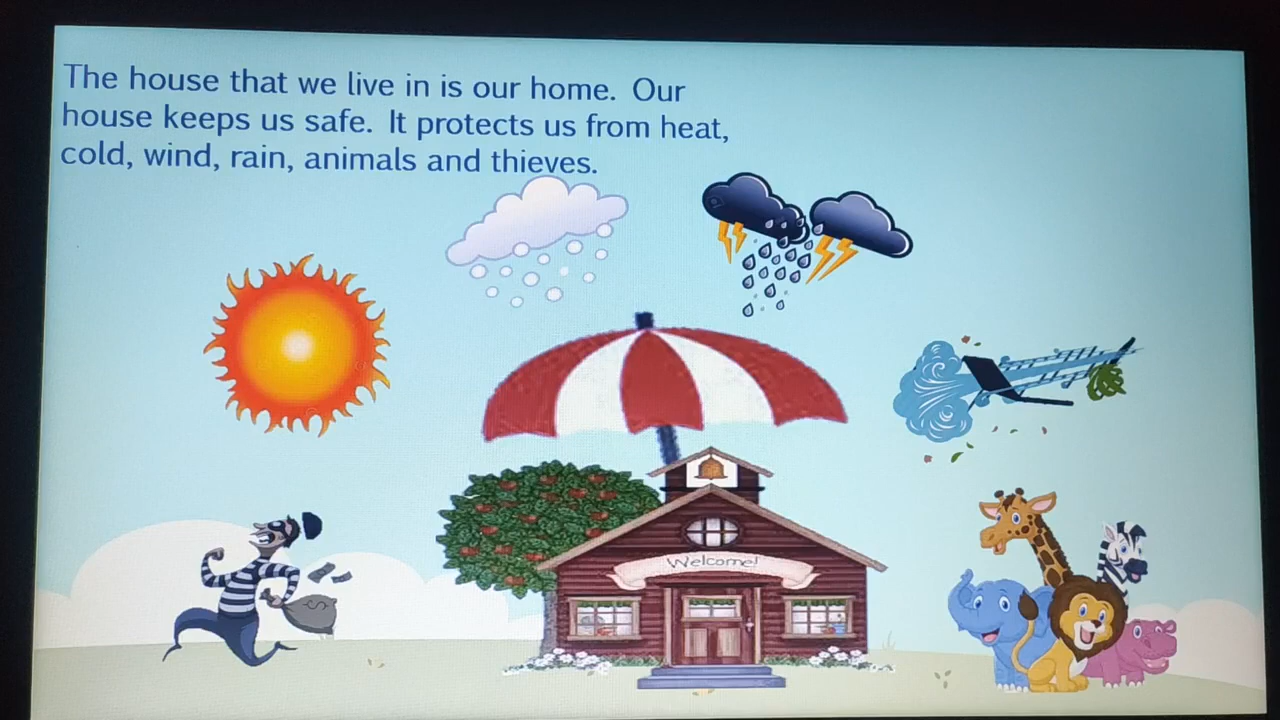 The house that we live in is our home. Our
house keeps us safe. It protects us from heat,
cold, wind, rain, animals and thieves.
Welcome!